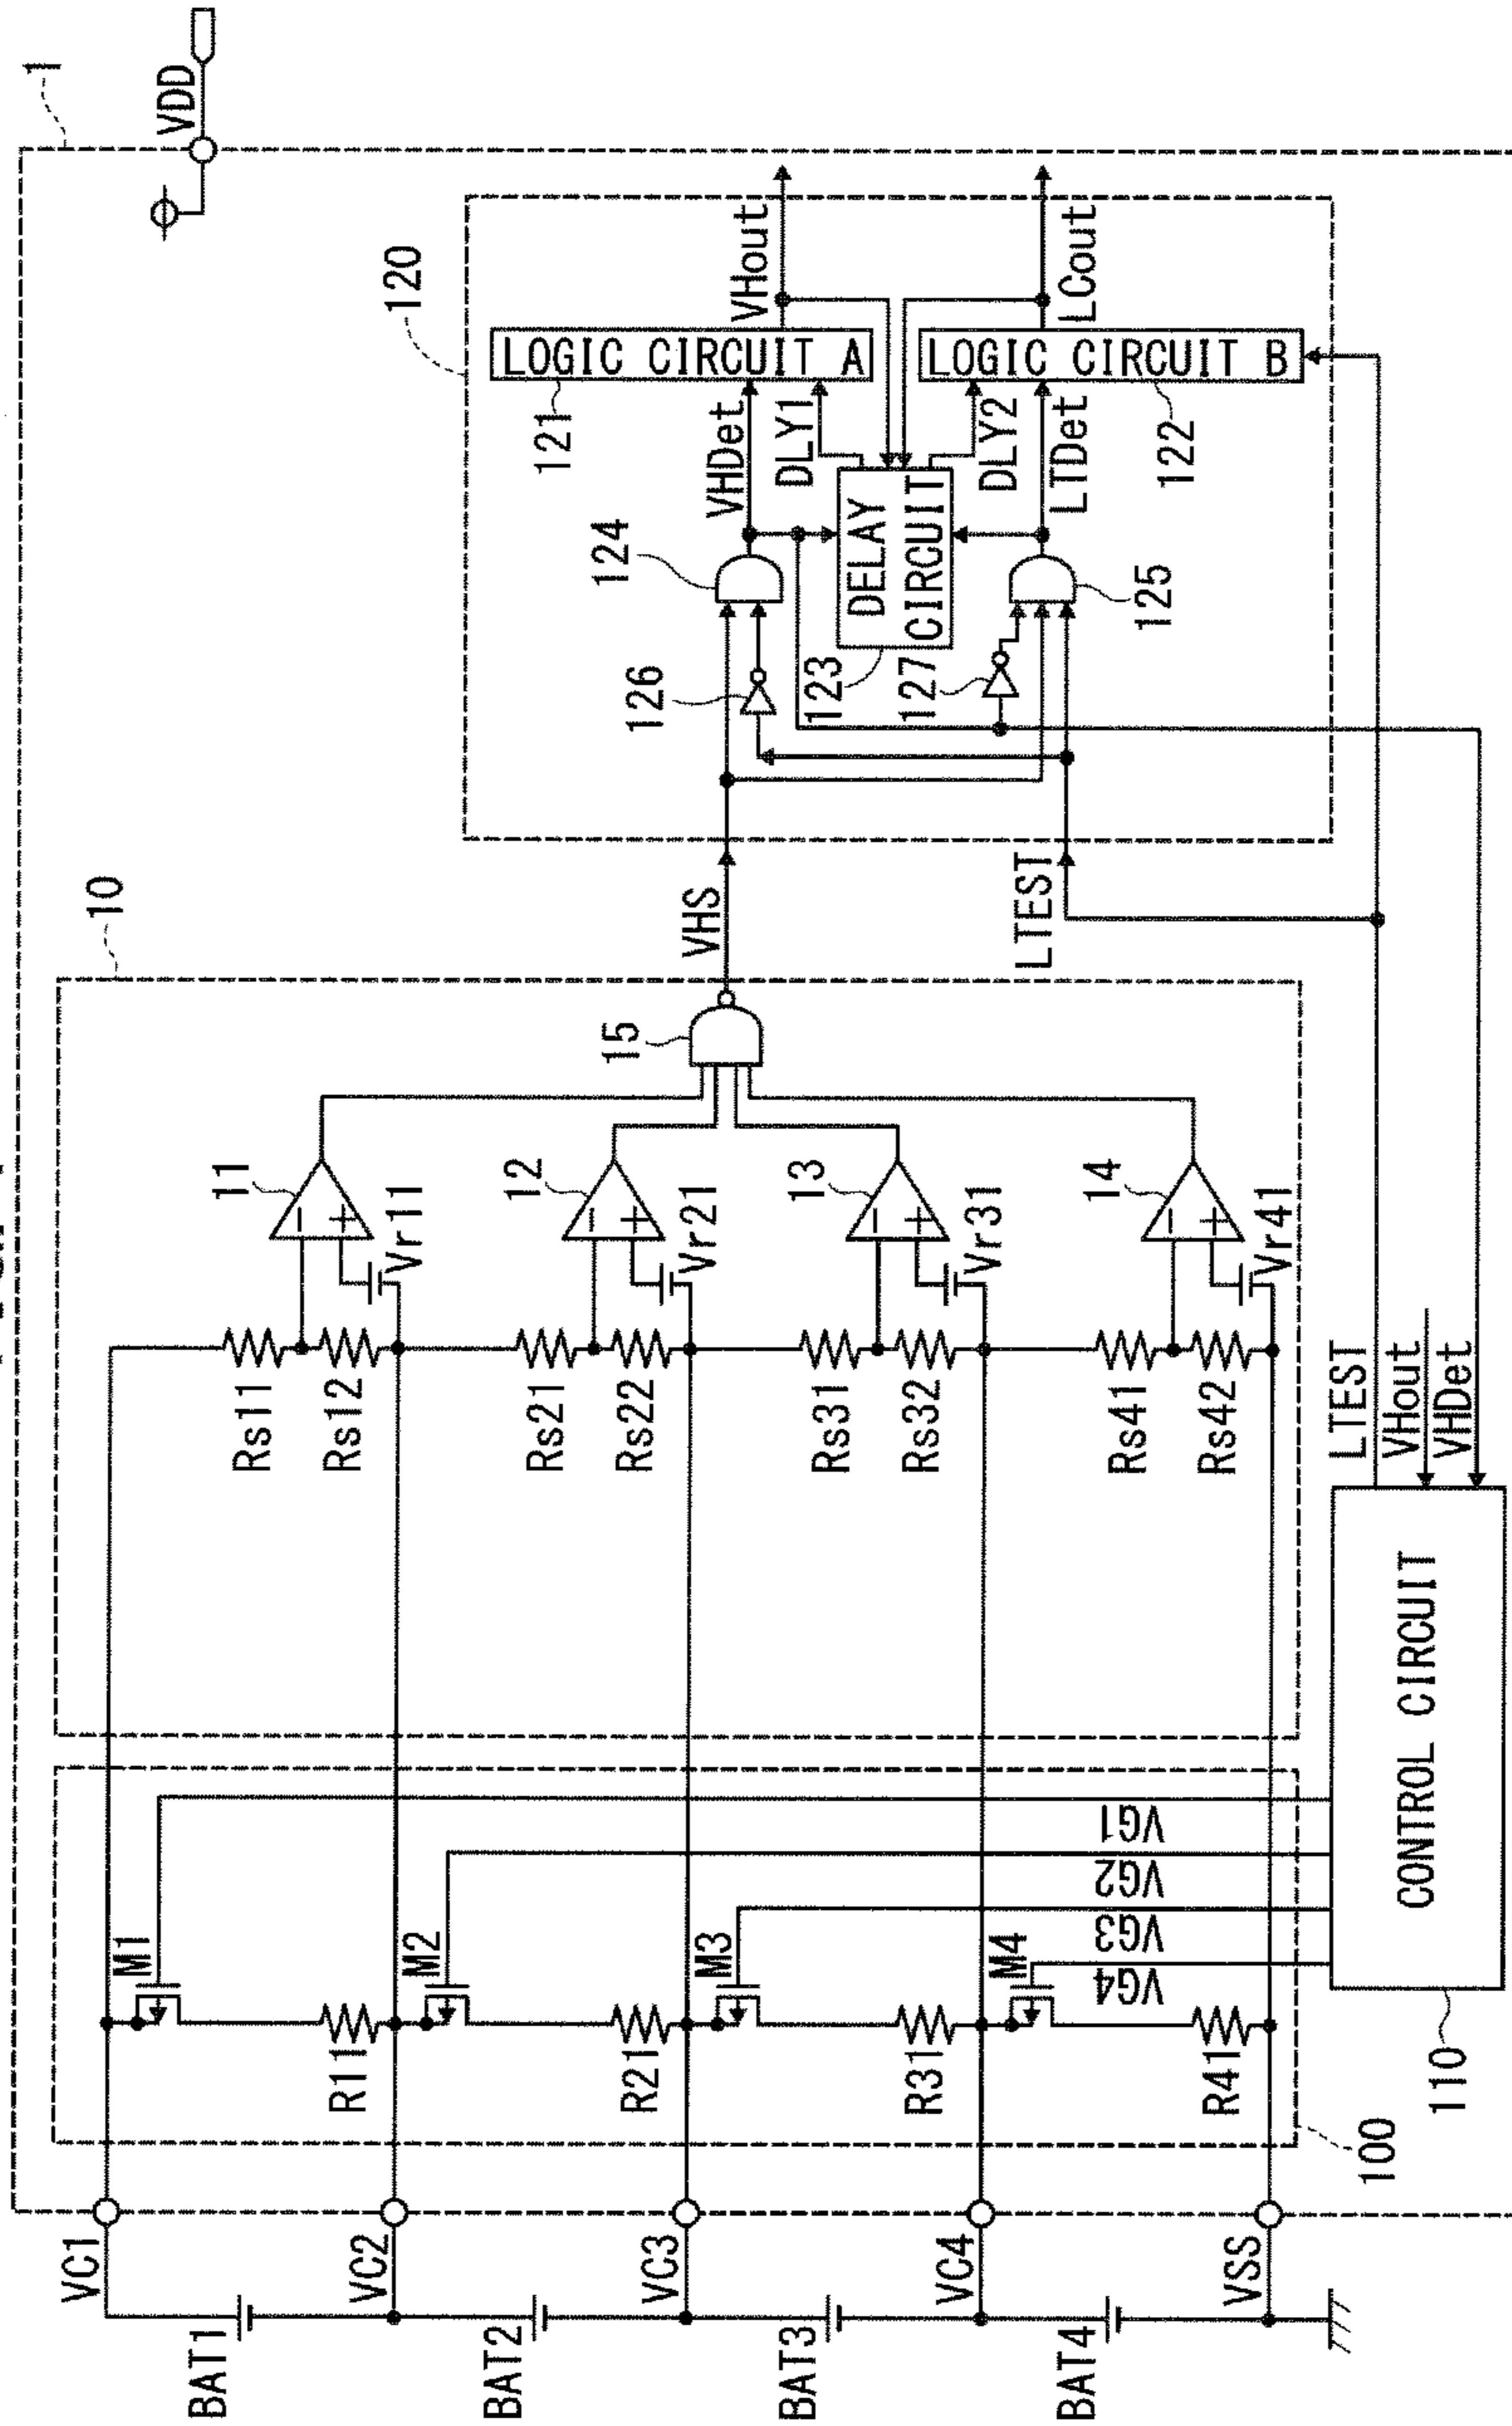 1
VDD
10
120
VC1
M1
R11
BAT1
VC2
M2
R21
BAT2
VC3
M3
R31
BAT3
VC4
M4
R41
BAT4
VSS
100
VG1
VG2
VG3
VG4
Rs11
Rs12
11
−
+
Vr11
Rs21
Rs22
12
−
+
Vr21
Rs31
Rs32
13
−
+
Vr31
Rs41
Rs42
14
−
+
Vr41
15
VHS
LTEST
124
126
VHDet
121
LOGIC CIRCUIT A
VHout
DLY1
123
DELAY
CIRCUIT
127
DLY2
125
LTDet
122
LOGIC CIRCUIT B
LCout
110
CONTROL CIRCUIT
LTEST
VHout
VHDet